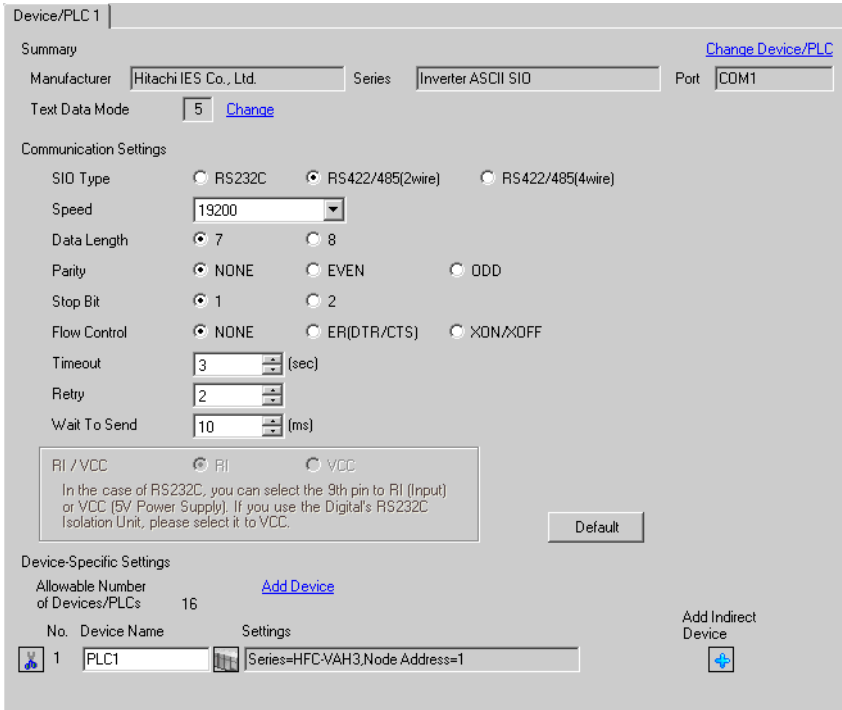 Device/PLC 1
Summary
Change Device/PLC
Manufacturer Hitachi IES Co., Ltd. Series Inverter ASCII SIO Port COM1
Text Data Mode 5 Change
Communication Settings
SIO Type RS232C RS422/485(2wire) RS422/485(4wire)
Speed 19200
Data Length 7 8
Parity NONE EVEN ODD
Stop Bit 1 2
Flow Control NONE ER(DTR/CTS) XON/XOFF
Timeout 3 (sec)
Retry 2
Wait To Send 10 (ms)
RI / VCC RI VCC
In the case of RS232C, you can select the 9th pin to RI (Input)
or VCC (5V Power Supply). If you use the Digital's RS232C
Isolation Unit, please select it to VCC.
Default
Device-Specific Settings
Allowable Number
of Devices/PLCs 16
Add Device
Add Indirect
Device
No. Device Name Settings
1 PLC1 Series=HFC-VAH3,Node Address=1